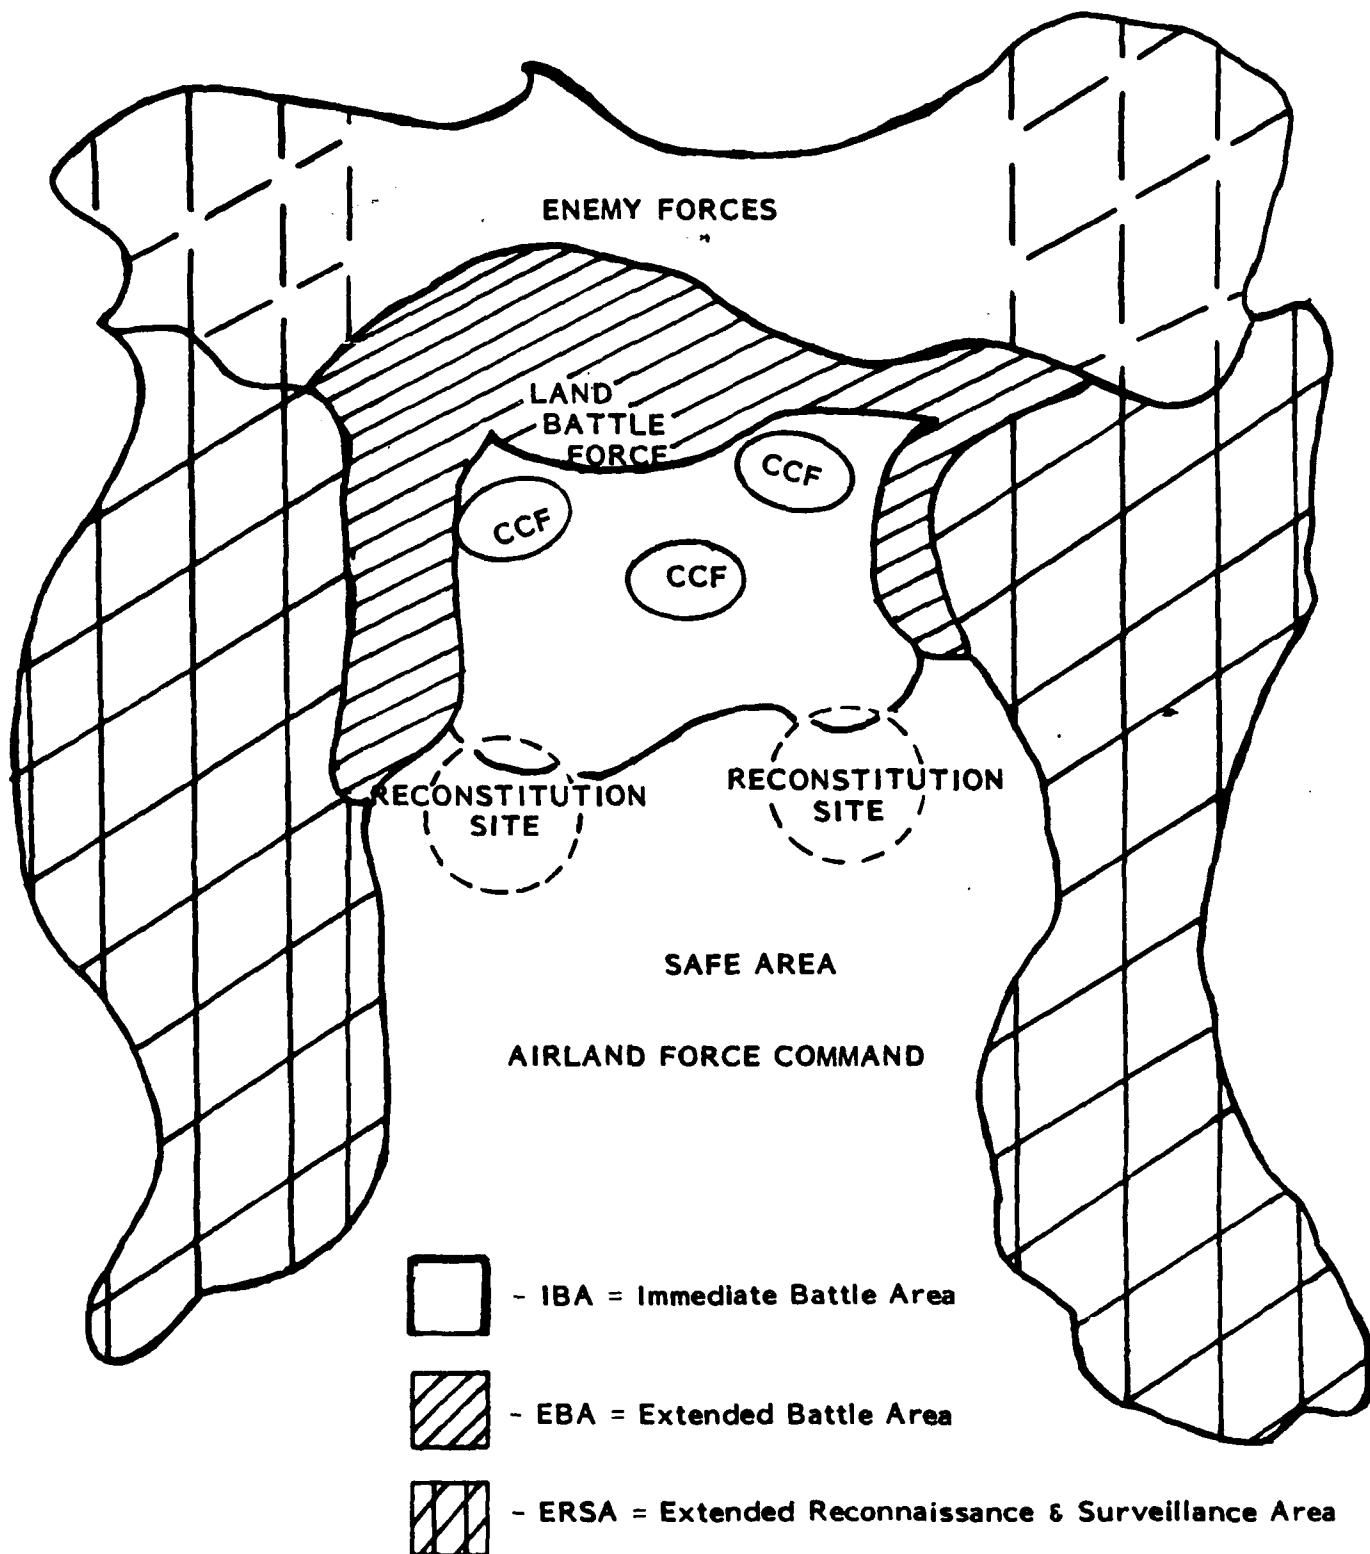 ENEMY FORCES
LAND
BATTLE
FORCE
CCF
CCF
CCF
RECONSTITUTION
SITE
RECONSTITUTION
SITE
SAFE AREA
AIRLAND FORCE COMMAND
- IBA = Immediate Battle Area
- EBA = Extended Battle Area
- ERSA = Extended Reconnaissance & Surveillance Area